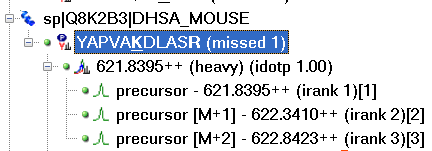 sp|Q8K2B3|DHSA_MOUSE
YAPVAKDLASR (missed 1)
621.8395++ (heavy) (idotp 1.00)
precursor - 621.8395++ (irank 1)[1]
precursor [M+1] - 622.3410++ (irank 2)[2]
precursor [M+2] - 622.8423++ (irank 3)[3]